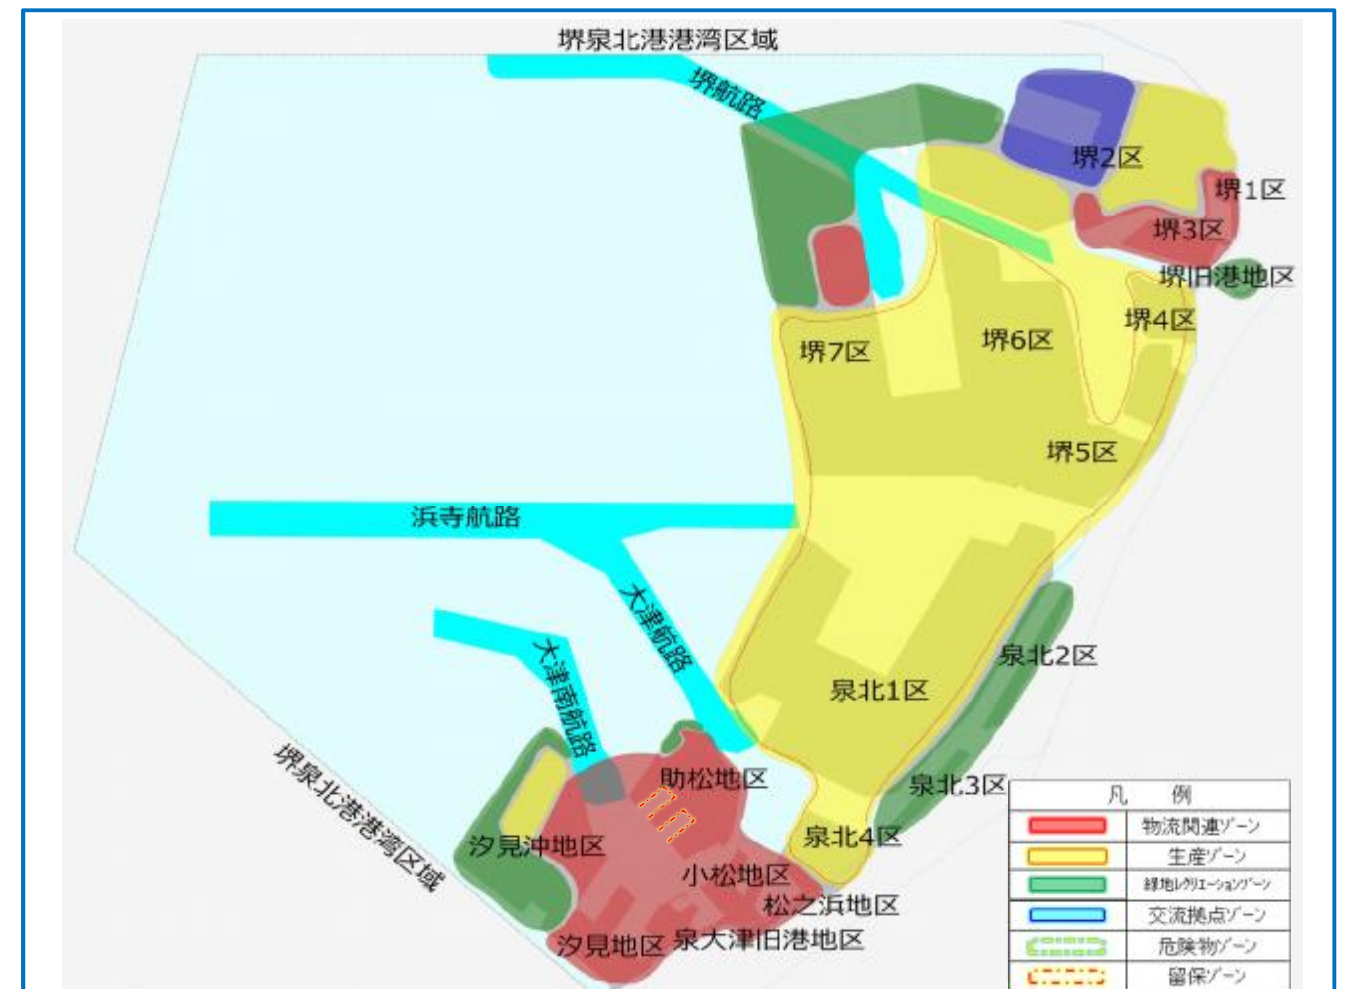 堺泉北港港湾区域
堺航路
堺2区
堺1区
堺3区
堺旧港地区
堺4区
堺6区
堺7区
堺5区
浜寺航路
大津航路
大津南航路
泉北2区
泉北1区
堺泉北港港湾区域
助松地区
泉北3区
泉北4区
汐見沖地区
小松地区
松之浜地区
汐見地区
泉大津旧港地区
凡 例
物流関連ゾーン
生産ゾーン
緑地レクリエーションゾーン
交流拠点ゾーン
危険物ゾーン
留保ゾーン